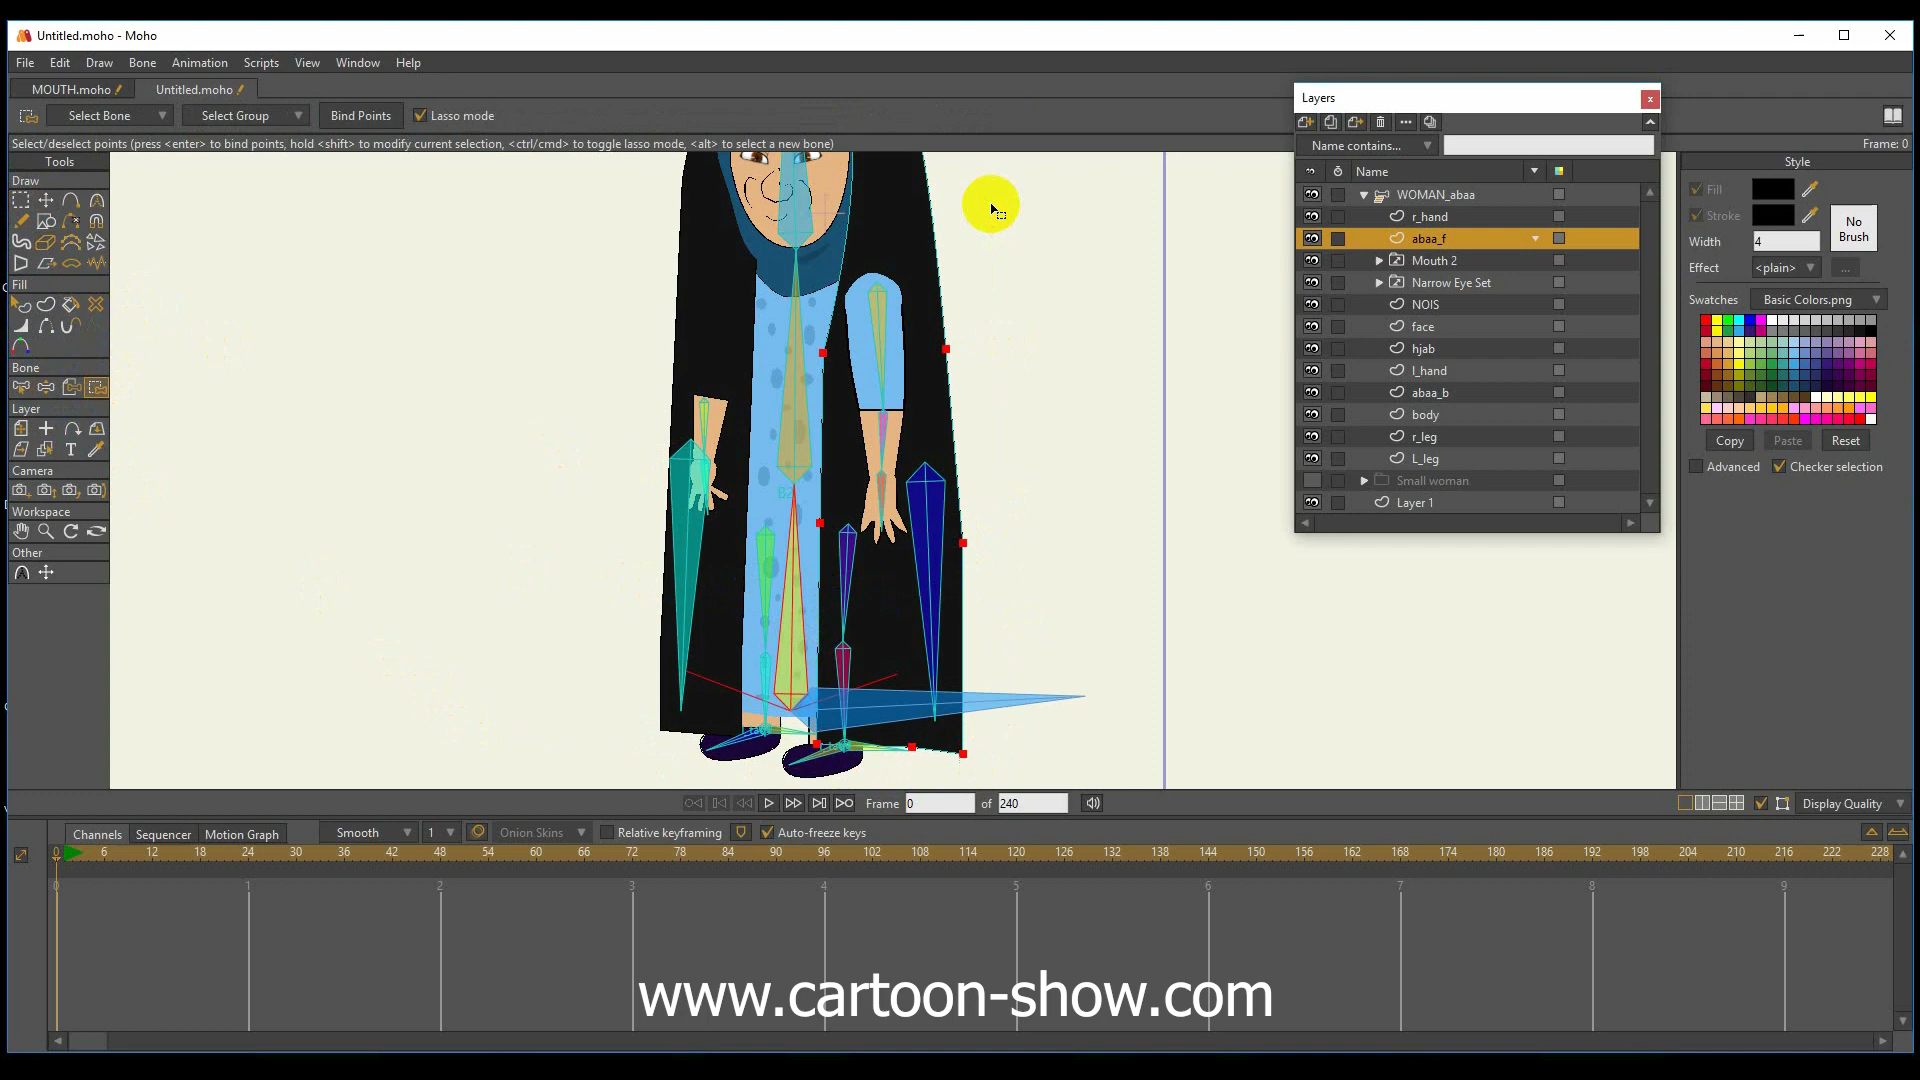 Untitled.moho - Moho
File Edit Draw Bone Animation Scripts View Window Help
MOUTH.moho Untitled.moho
Select Bone Select Group Bind Points Lasso mode
Select/deselect points (press <enter> to bind points, hold <shift> to modify current selection, <ctrl/cmd> to toggle lasso mode, <alt> to select a new bone)
Frame: 0
Tools
Draw
Fill
Bone
Layer
Camera
Workspace
Other
Layers
Name contains...
Name
WOMAN_abaa
r_hand
abaa_f
Mouth 2
Narrow Eye Set
NOIS
face
hjab
l_hand
abaa_b
body
r_leg
L_leg
Small woman
Layer 1
Style
Fill
Stroke
No Brush
Width 4
Effect <plain> ...
Swatches Basic Colors.png
Copy Paste Reset
Advanced Checker selection
Frame 0 of 240
Display Quality
Channels Sequencer Motion Graph Smooth 1 Onion Skins Relative keyframing Auto-freeze keys
0 6 12 18 24 30 36 42 48 54 60 66 72 78 84 90 96 102 108 114 120 126 132 138 144 150 156 162 168 174 180 186 192 198 204 210 216 222 228
0 1 2 3 4 5 6 7 8 9
www.cartoon-show.com